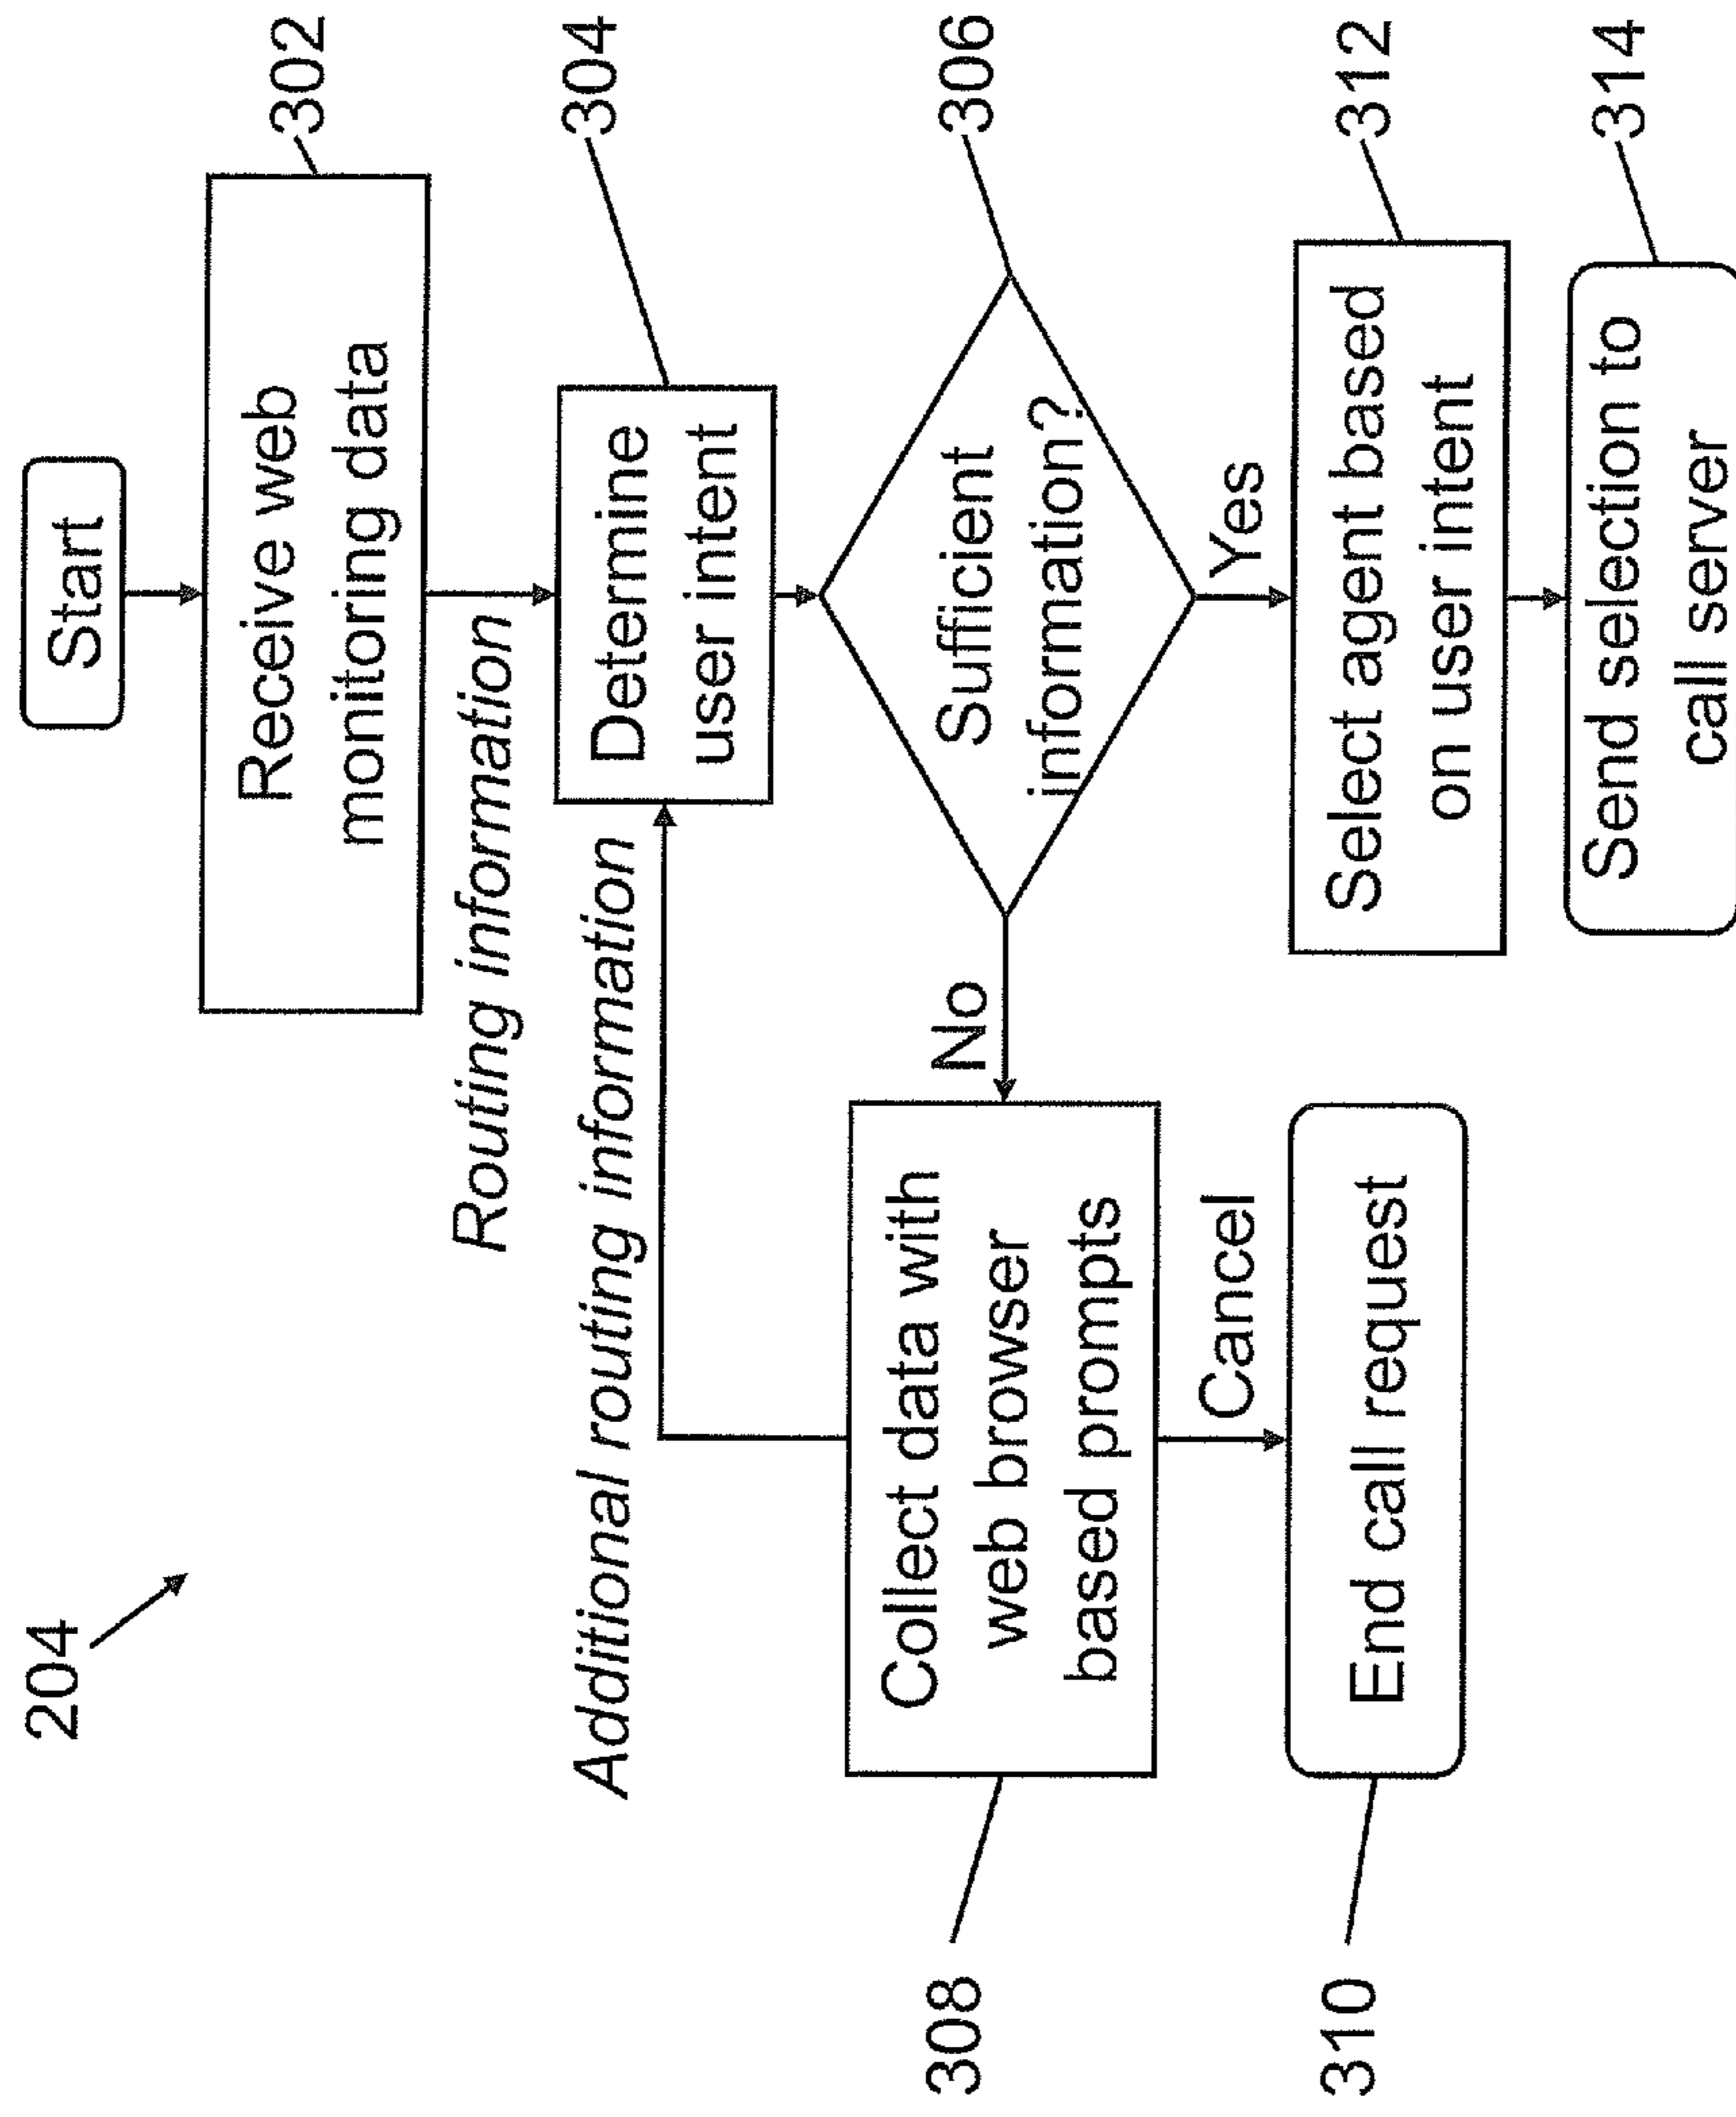 204
Start
302
Receive web
monitoring data
Routing information
304
Determine
user intent
Additional routing information
306
Sufficient
information?
No
Yes
308
Collect data with
web browser
based prompts
Cancel
310
End call request
312
Select agent based
on user intent
314
Send selection to
call server